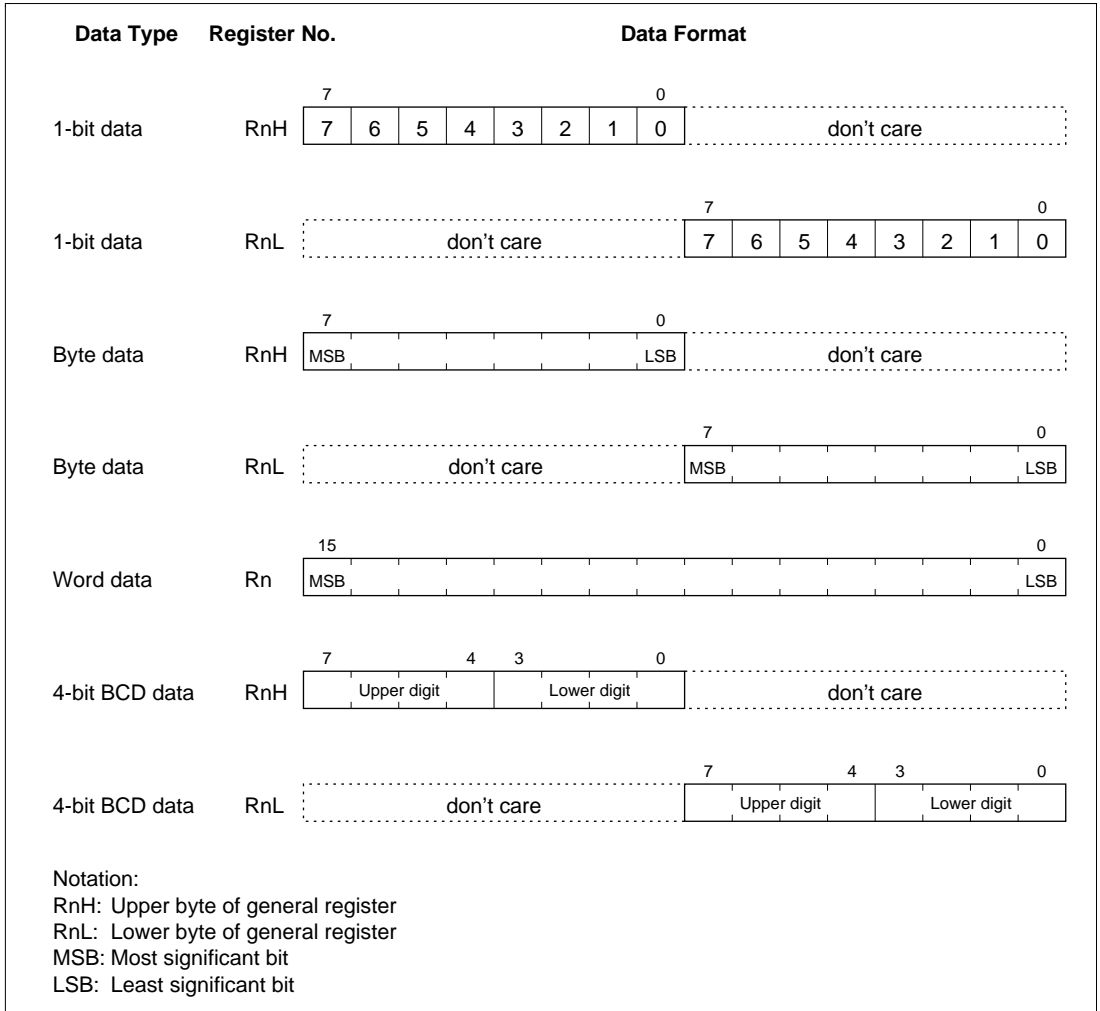 Data Type Register No. Data Format
7 0
1-bit data RnH 7 6 5 4 3 2 1 0 don't care
7 0
1-bit data RnL don't care 7 6 5 4 3 2 1 0
7 0
Byte data RnH MSB LSB don't care
7 0
Byte data RnL don't care MSB LSB
15 0
Word data Rn MSB LSB
7 4 3 0
4-bit BCD data RnH Upper digit Lower digit don't care
7 4 3 0
4-bit BCD data RnL don't care Upper digit Lower digit
Notation:
RnH: Upper byte of general register
RnL: Lower byte of general register
MSB: Most significant bit
LSB: Least significant bit